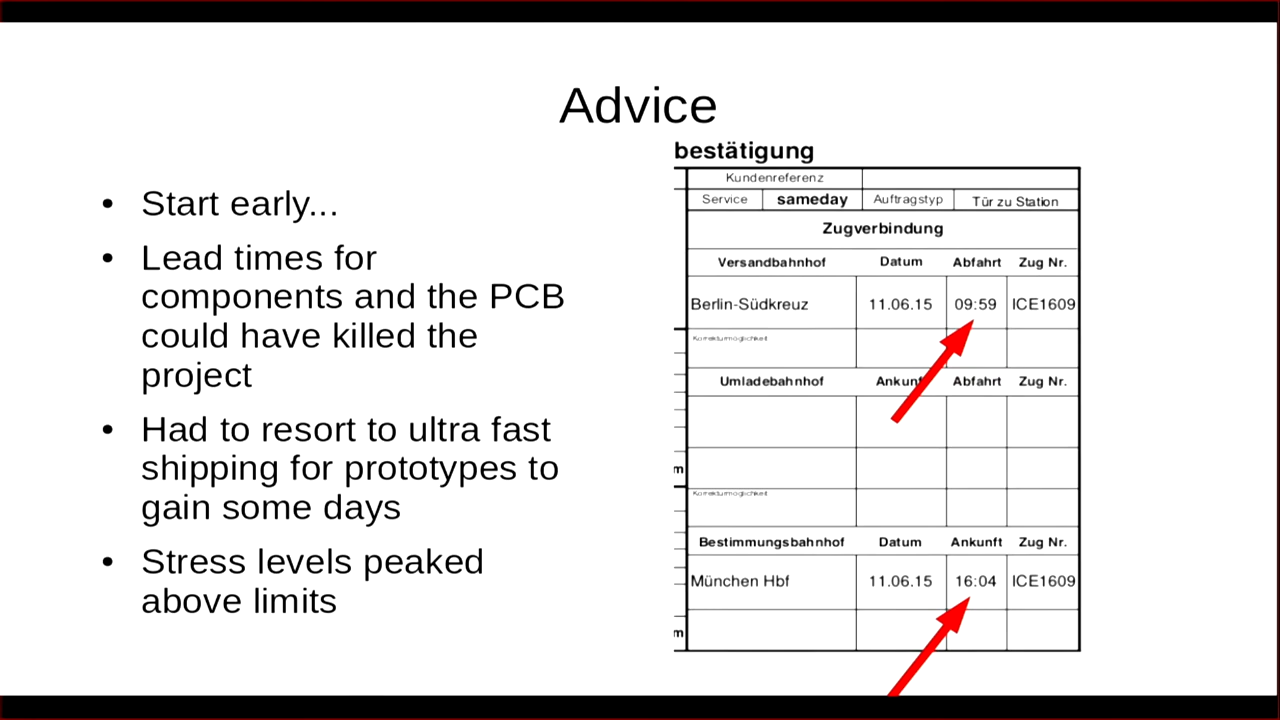 Advice
• Start early...
• Lead times for
components and the PCB
could have killed the
project
• Had to resort to ultra fast
shipping for prototypes to
gain some days
• Stress levels peaked
above limits
bestätigung
Kundenreferenz
Service sameday Auftragstyp Tür zu Station
Zugverbindung
Versandbahnhof Datum Abfahrt Zug Nr.
Berlin-Südkreuz 11.06.15 09:59 ICE1609
Korrekturmöglichkeit
Umladebahnhof Abfahrt Zug Nr.
m
Korrekturmöglichkeit
Bestimmungsbahnhof Datum Ankunft Zug Nr.
München Hbf 11.06.15 16:04 ICE1609
m